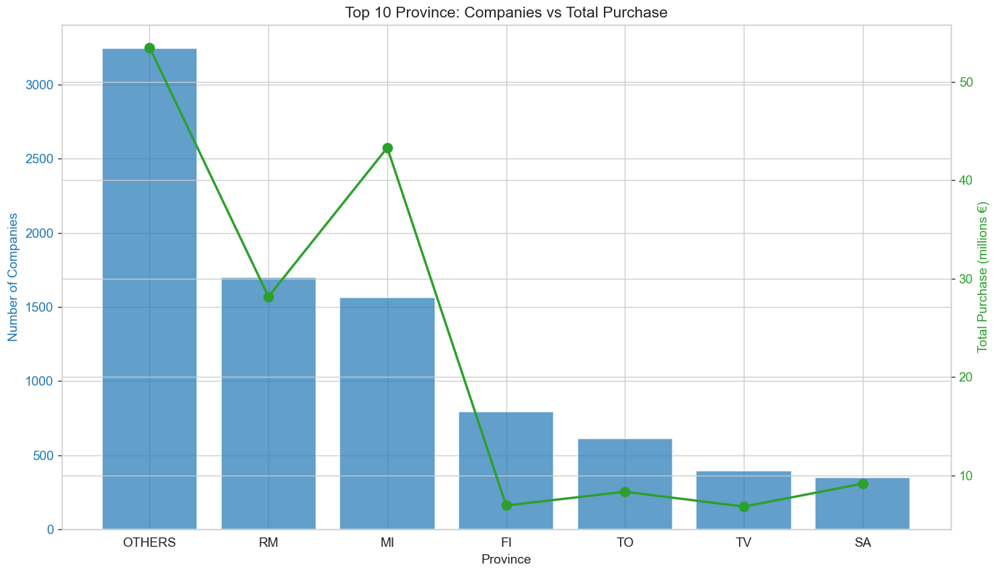 Top 10 Province: Companies vs Total Purchase
Number of Companies
3000
2500
2000
1500
1000
500
0
50
40
30
20
10
Total Purchase (millions €)
OTHERS RM MI FI TO TV SA
Province